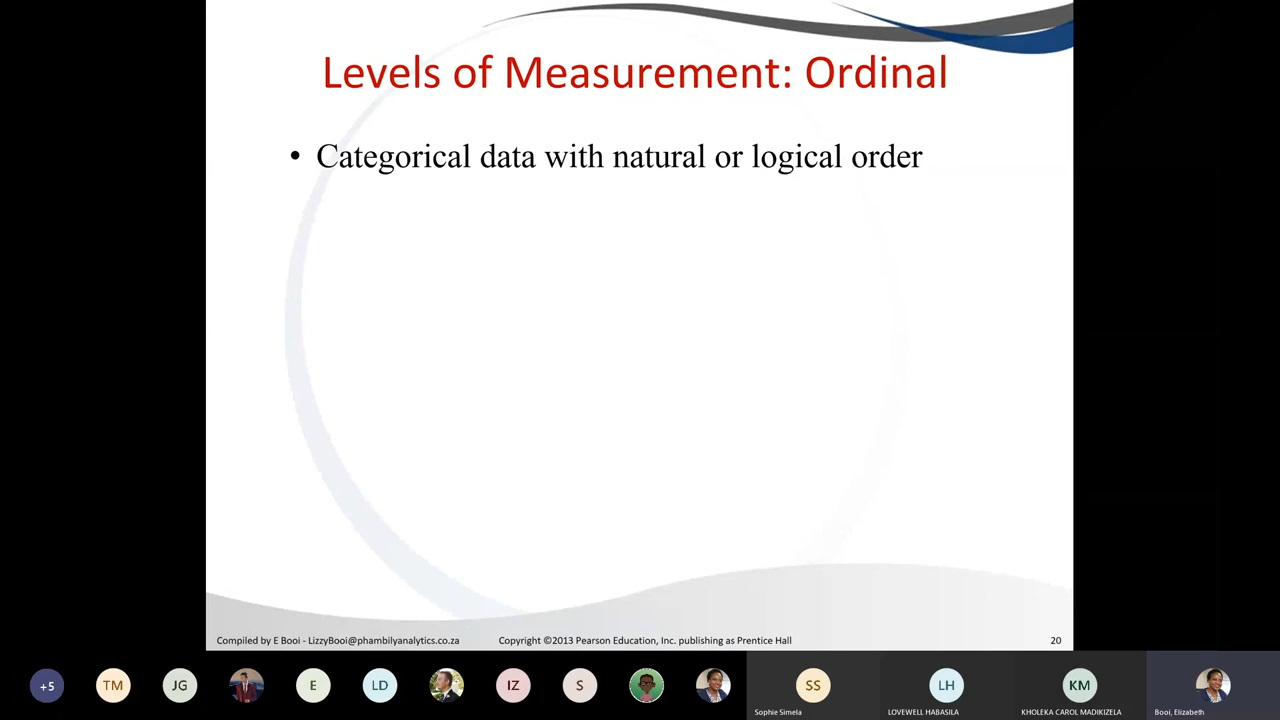 Levels of Measurement: Ordinal
• Categorical data with natural or logical order
Compiled by E Booi - LizzyBooi@phambilyanalytics.co.za Copyright ©2013 Pearson Education, Inc. publishing as Prentice Hall 20
+5 TM JG E LD IZ S SS LH KM
Sophie Simela LOVEWELL HABASILA KHOLEKA CAROL MADIKIZELA Booi, Elizabeth